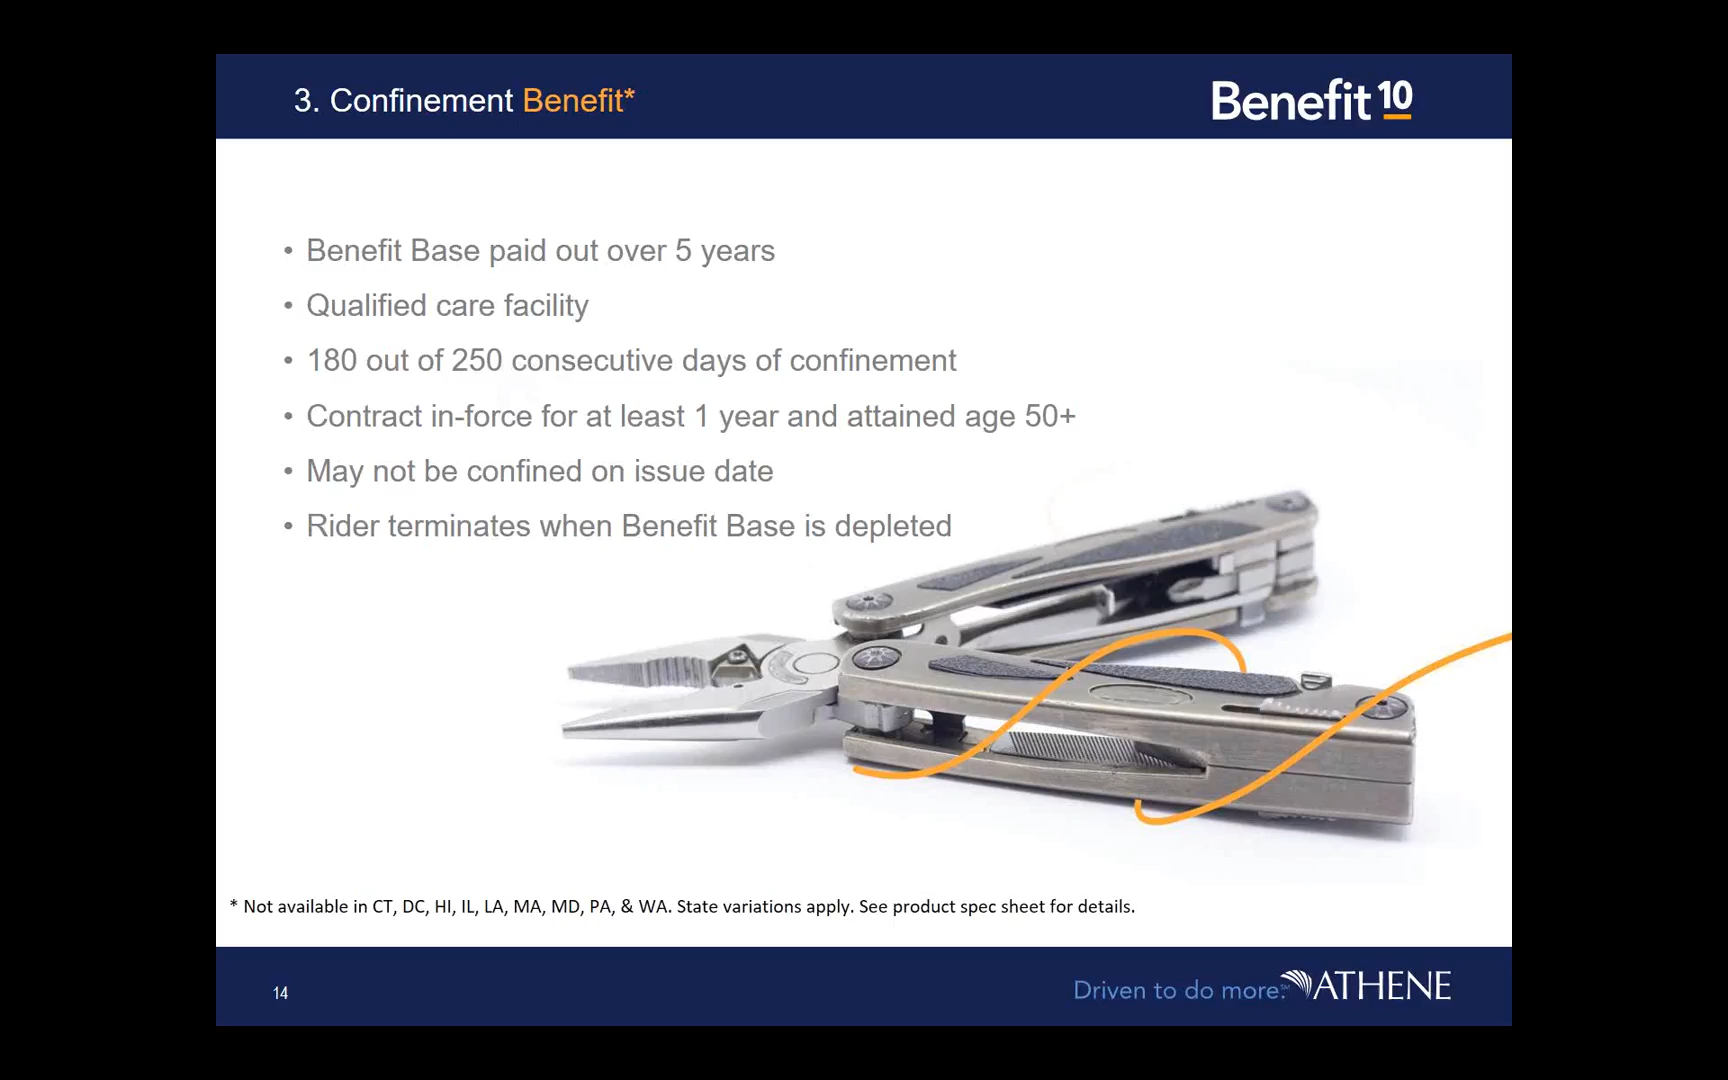 3. Confinement Benefit*
Benefit 10
• Benefit Base paid out over 5 years
• Qualified care facility
• 180 out of 250 consecutive days of confinement
• Contract in-force for at least 1 year and attained age 50+
• May not be confined on issue date
• Rider terminates when Benefit Base is depleted
* Not available in CT, DC, HI, IL, LA, MA, MD, PA, & WA. State variations apply. See product spec sheet for details.
14
Driven to do more.℠ ATHENE